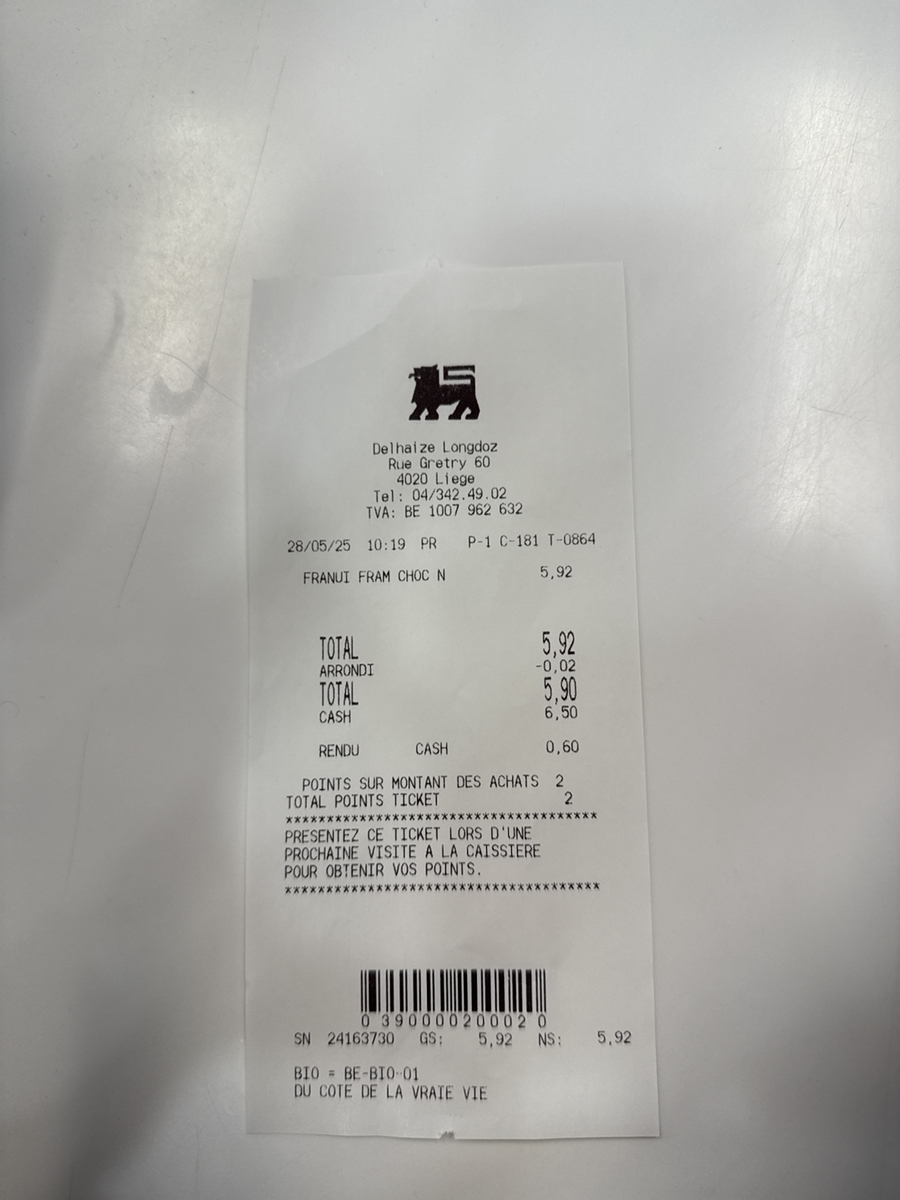 Delhaize Longdoz
Rue Gretry 60
4020 Liege
Tel: 04/342.49.02
TVA: BE 1007 962 632
28/05/25 10:19 PR P-1 C-181 T-0864
FRANUI FRAM CHOC N 5,92
TOTAL 5,92
ARRONDI -0,02
TOTAL 5,90
CASH 6,50
RENDU CASH 0,60
POINTS SUR MONTANT DES ACHATS 2
TOTAL POINTS TICKET 2
***************************************
PRESENTEZ CE TICKET LORS D'UNE
PROCHAINE VISITE A LA CAISSIERE
POUR OBTENIR VOS POINTS.
***************************************
0 39000020002 0
SN 24163730 GS: 5,92 NS: 5,92
BIO = BE-BIO-01
DU COTE DE LA VRAIE VIE